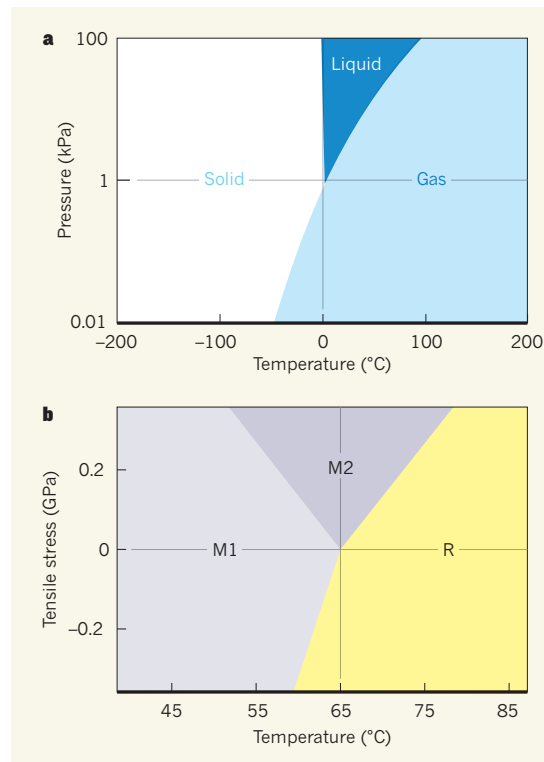 a
100
Liquid
Pressure (kPa)
1
Solid
Gas
0.01
−200
−100
0
100
200
Temperature (°C)
b
0.2
M2
Tensile stress (GPa)
0
M1
R
−0.2
45
55
65
75
85
Temperature (°C)